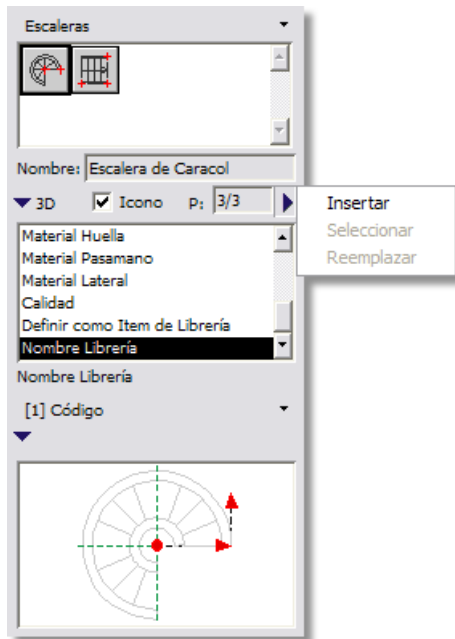 Escaleras
Nombre: Escalera de Caracol
3D Icono P: 3/3
Insertar
Seleccionar
Reemplazar
Material Huella
Material Pasamano
Material Lateral
Calidad
Definir como Item de Librería
Nombre Librería
Nombre Librería
[1] Código